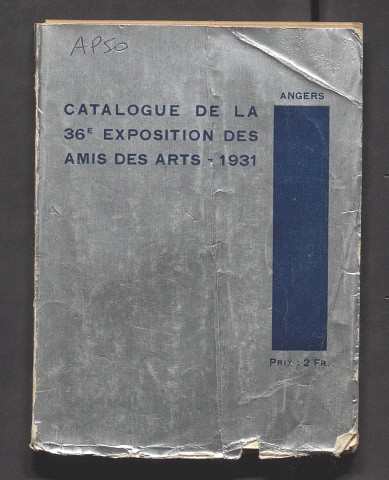 AP50
ANGERS
CATALOGUE DE LA
36E EXPOSITION DES
AMIS DES ARTS - 1931
PRIX : 2 FR.